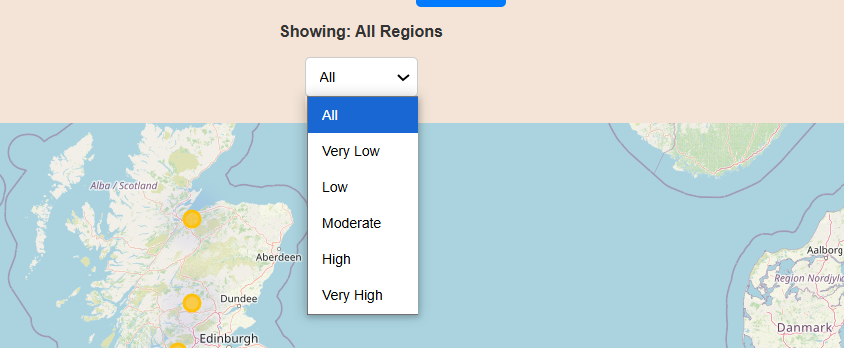 Showing: All Regions
All
All
Very Low
Low
Moderate
High
Very High
Alba / Scotland
Aberdeen
Dundee
Edinburgh
Aalborg
Region Nordjyl
Danmark